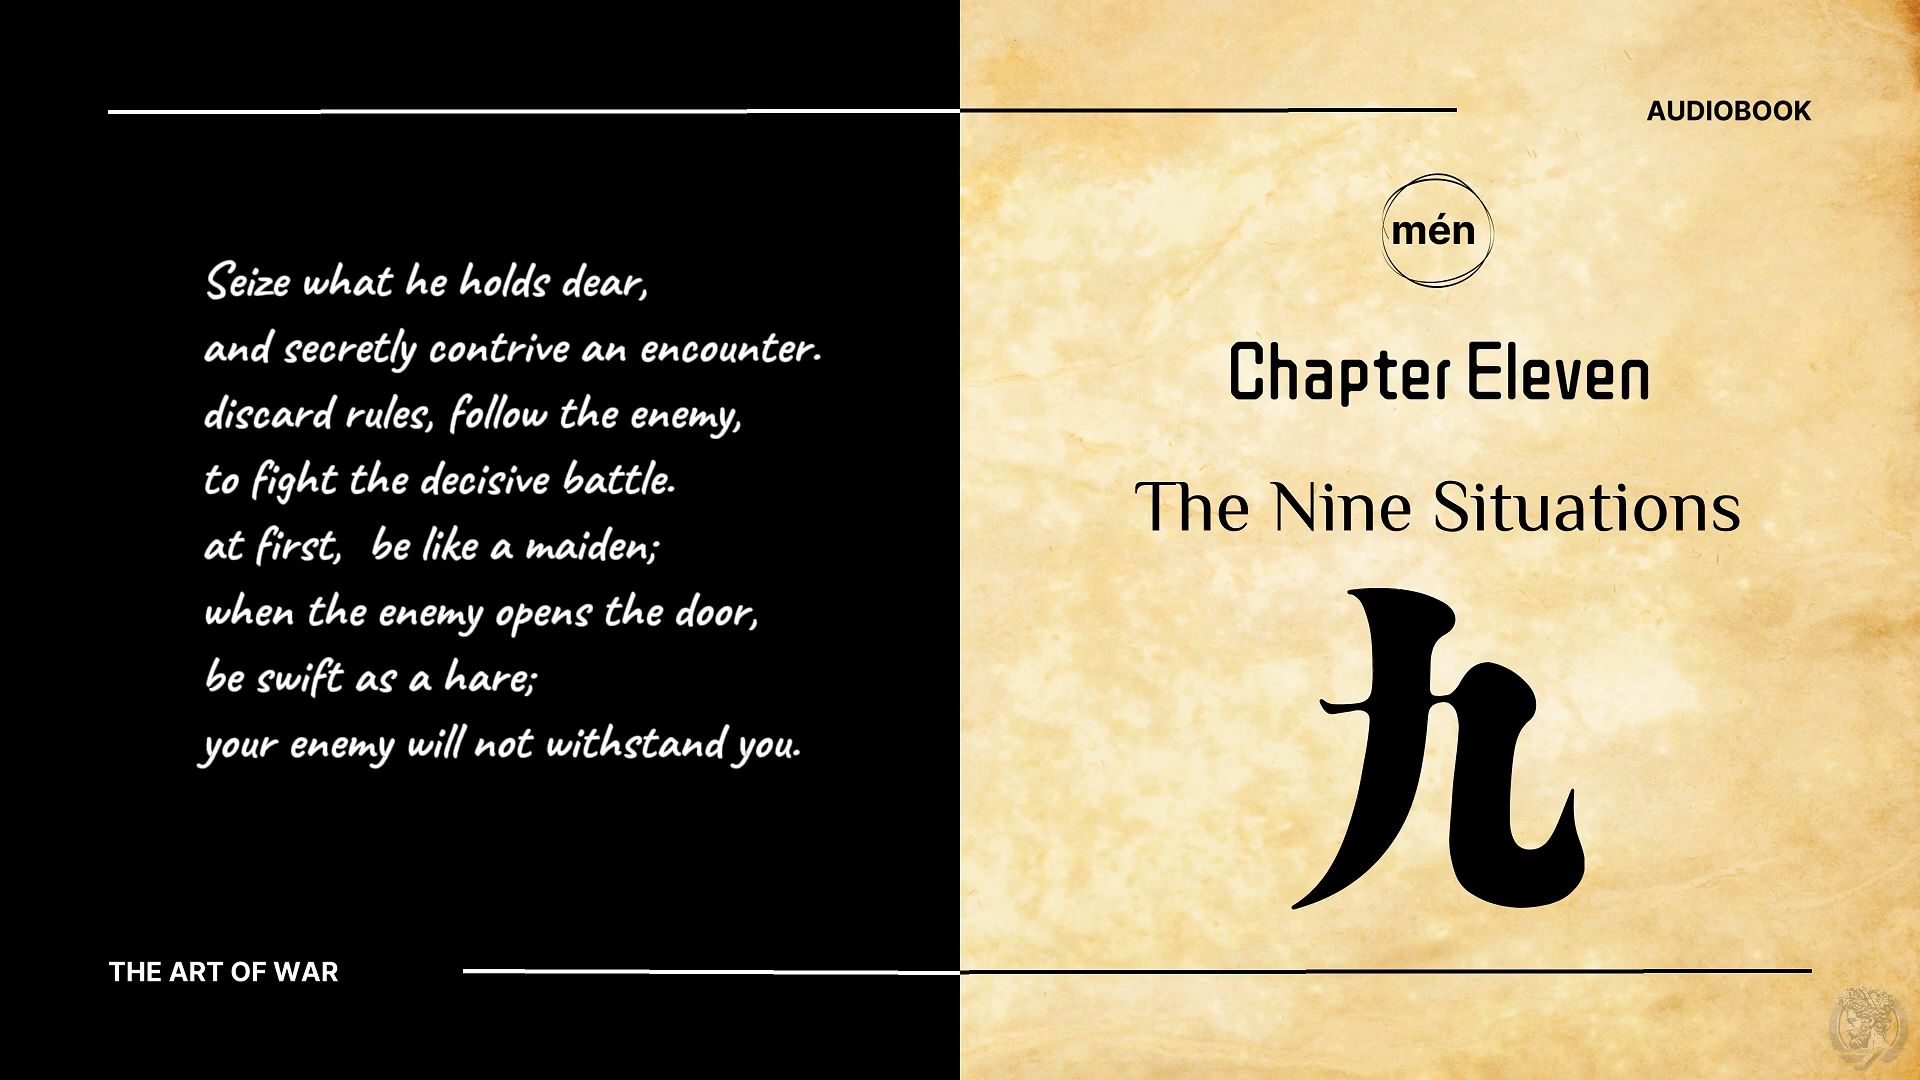 Seize what he holds dear,
and secretly contrive an encounter.
discard rules, follow the enemy,
to fight the decisive battle.
at first, be like a maiden;
when the enemy opens the door,
be swift as a hare;
your enemy will not withstand you.
THE ART OF WAR
AUDIOBOOK
mén
Chapter Eleven
The Nine Situations
九